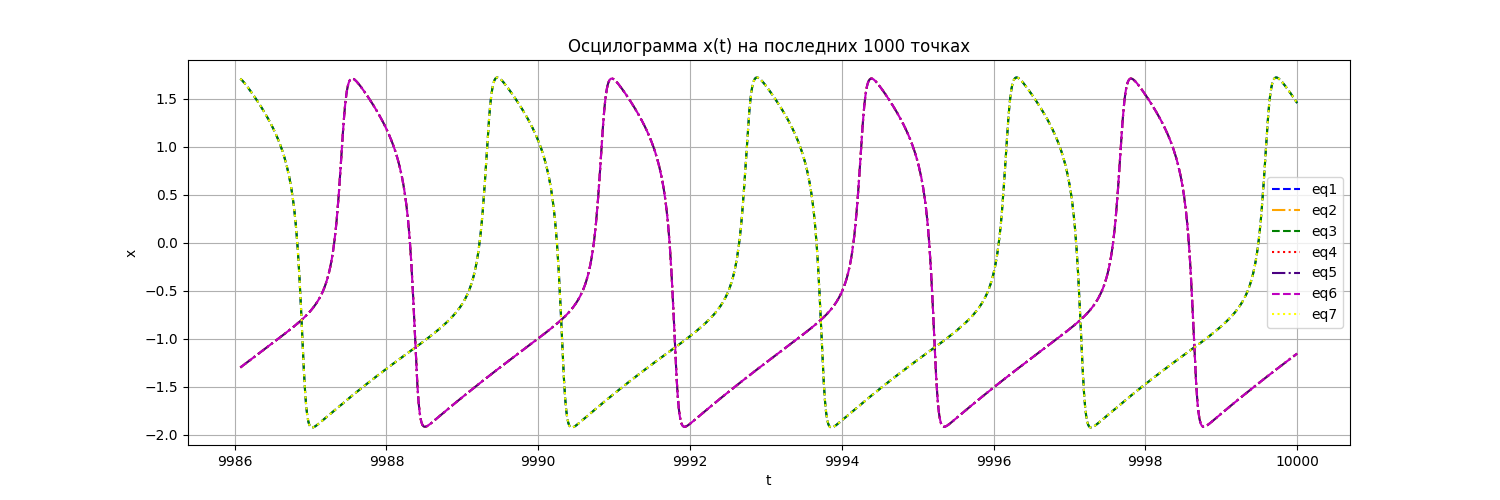 Осцилограмма x(t) на последних 1000 точках
x
1.5
1.0
0.5
0.0
−0.5
−1.0
−1.5
−2.0
eq1
eq2
eq3
eq4
eq5
eq6
eq7
9986 9988 9990 9992 9994 9996 9998 10000
t